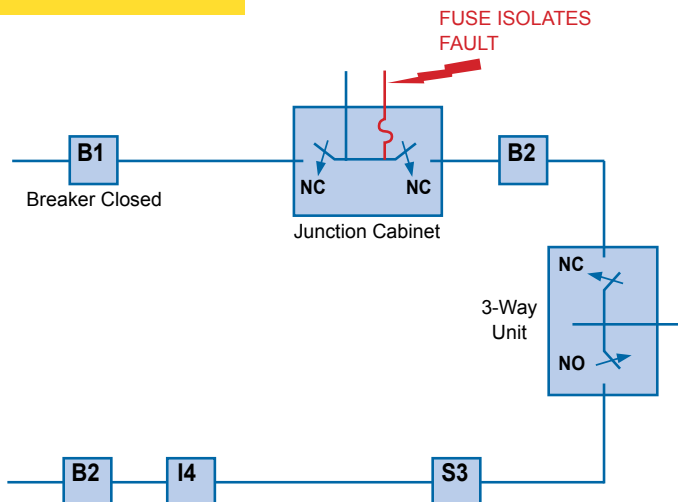 FUSE ISOLATES
FAULT
B1
Breaker Closed
NC
NC
Junction Cabinet
B2
NC
3-Way
Unit
NO
B2
I4
S3